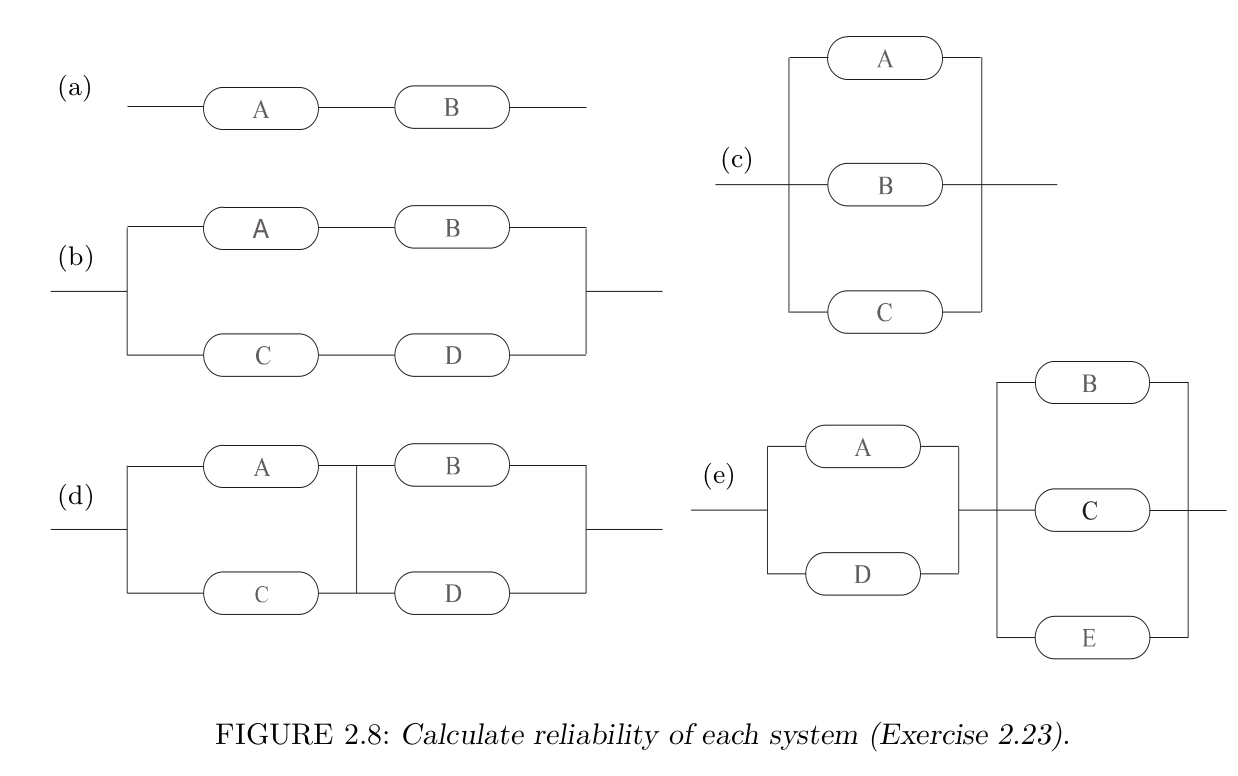 (a)
A B
(b)
A B
C D
(d)
A B
C D
(c)
A
B
C
(e)
A
D
B
C
E
FIGURE 2.8: Calculate reliability of each system (Exercise 2.23).